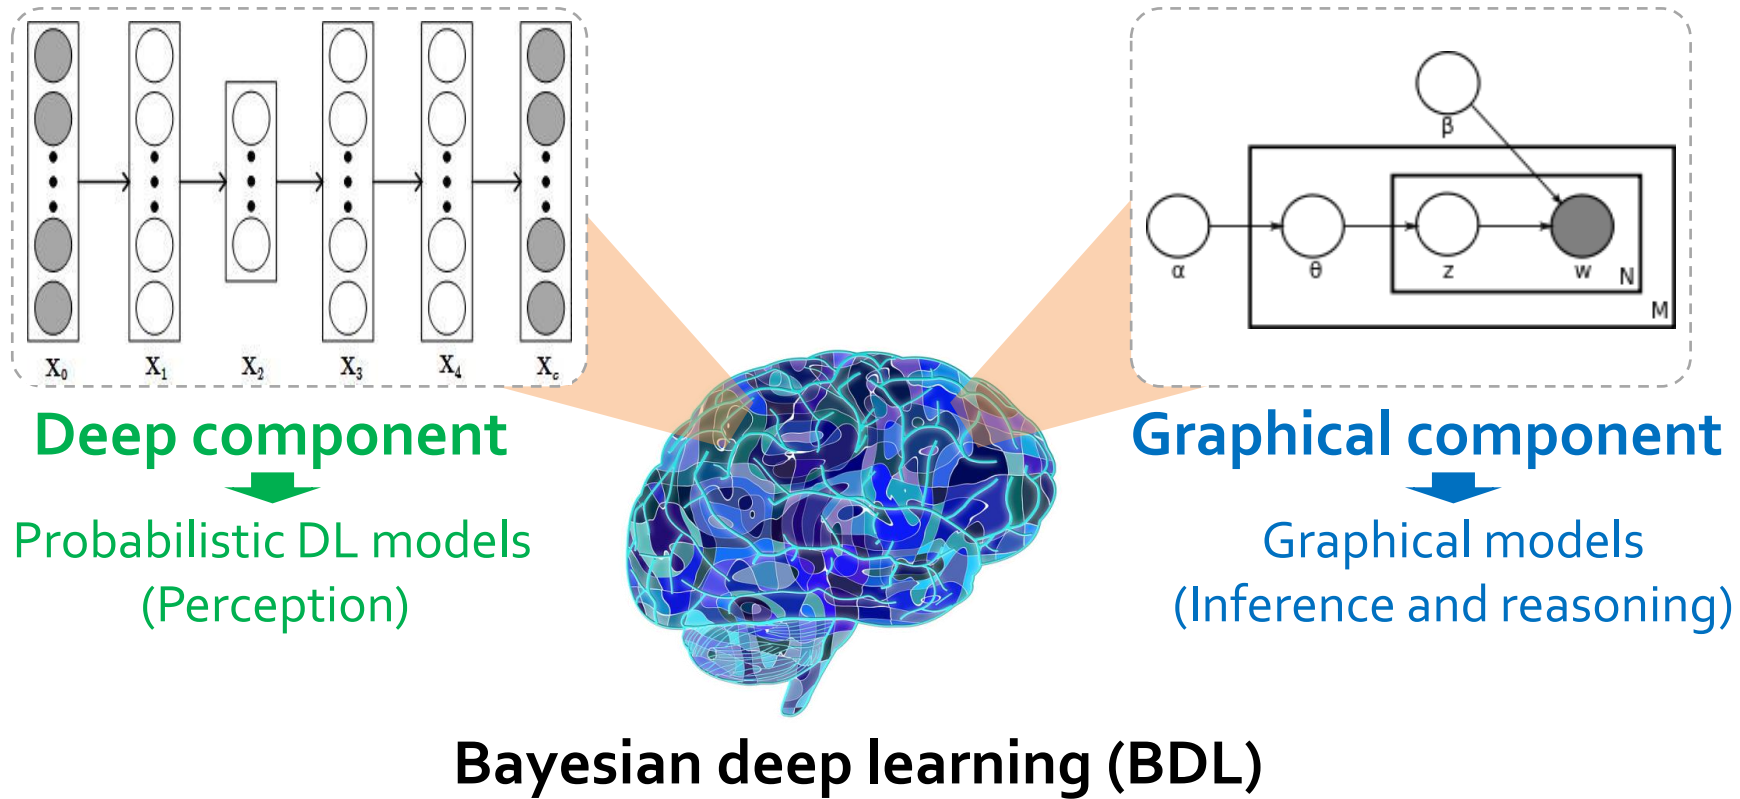 X₀ X₁ X₂ X₃ X₄ X꜀
β
α θ z w N
M
Deep component
Probabilistic DL models
(Perception)
Graphical component
Graphical models
(Inference and reasoning)
Bayesian deep learning (BDL)